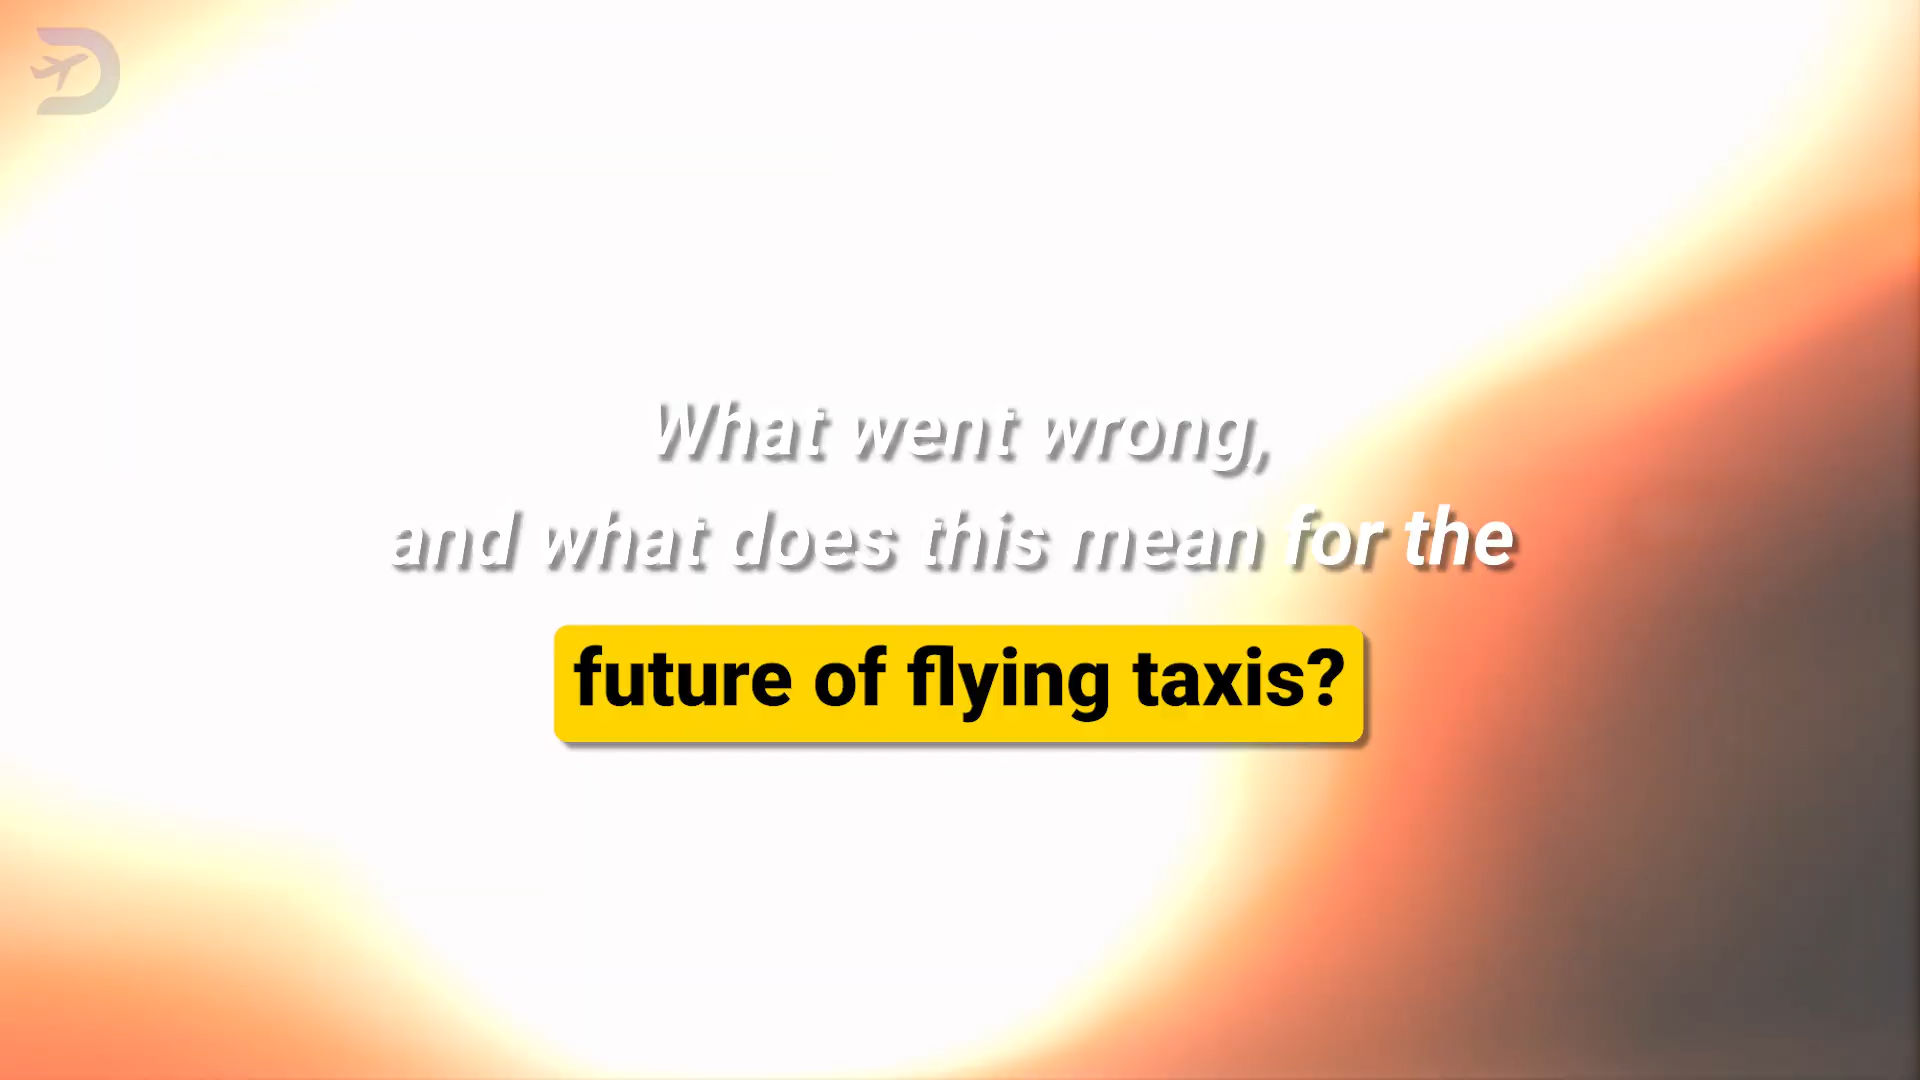 What went wrong,
and what does this mean for the
future of flying taxis?